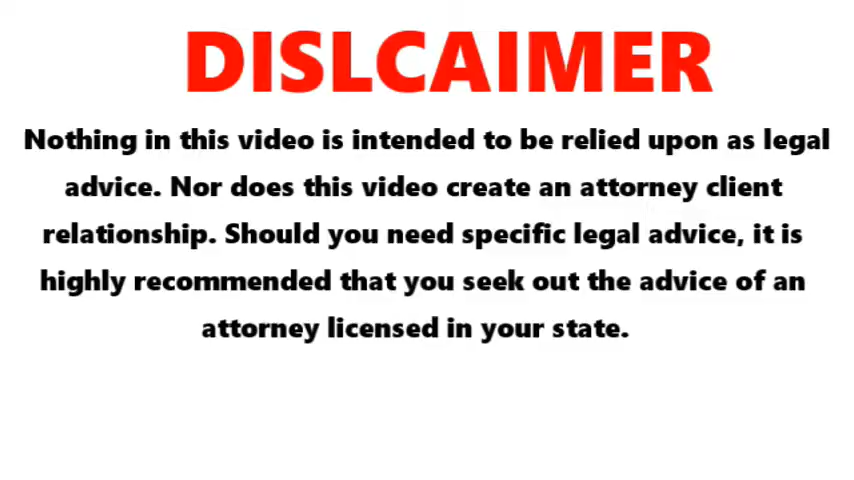 DISLCAIMER
Nothing in this video is intended to be relied upon as legal
advice. Nor does this video create an attorney client
relationship. Should you need specific legal advice, it is
highly recommended that you seek out the advice of an
attorney licensed in your state.